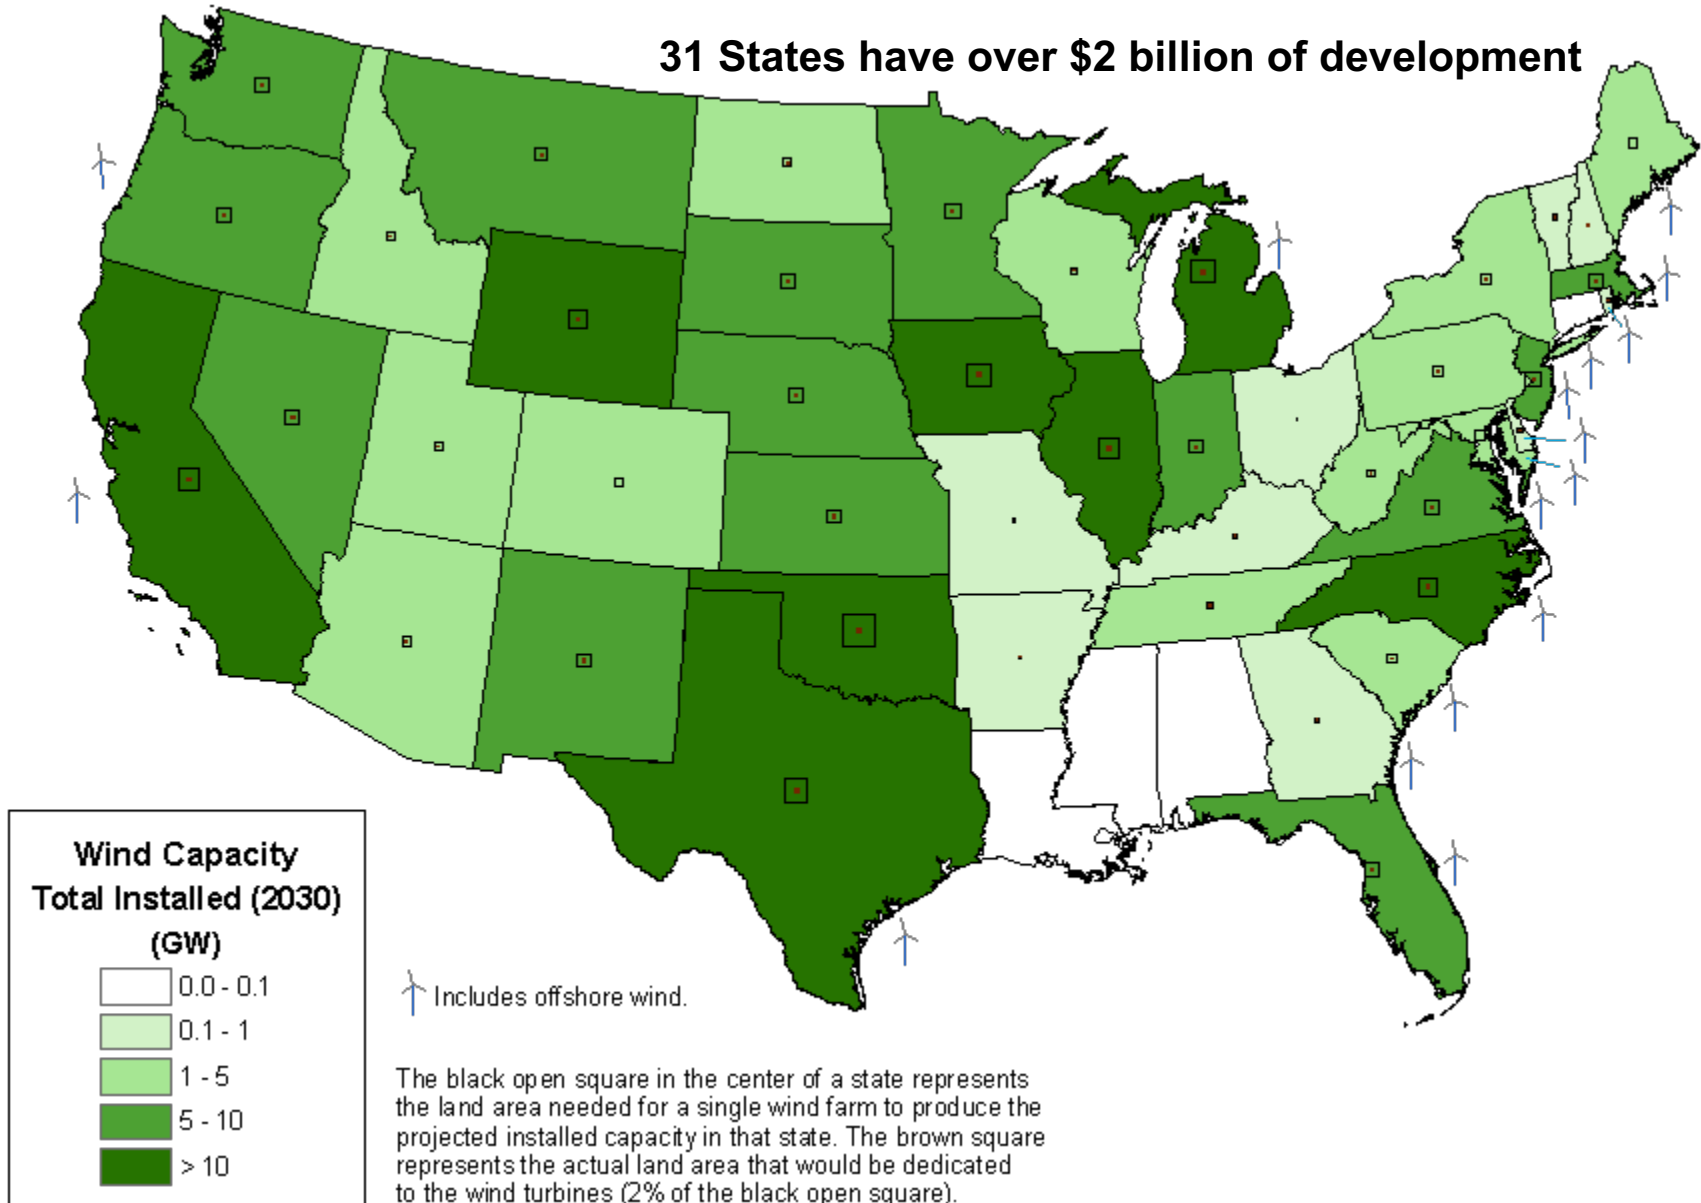 31 States have over $2 billion of development
Wind Capacity
Total Installed (2030)
(GW)
0.0 - 0.1
0.1 - 1
1 - 5
5 - 10
> 10
Includes offshore wind.
The black open square in the center of a state represents
the land area needed for a single wind farm to produce the
projected installed capacity in that state. The brown square
represents the actual land area that would be dedicated
to the wind turbines (2% of the black open square).